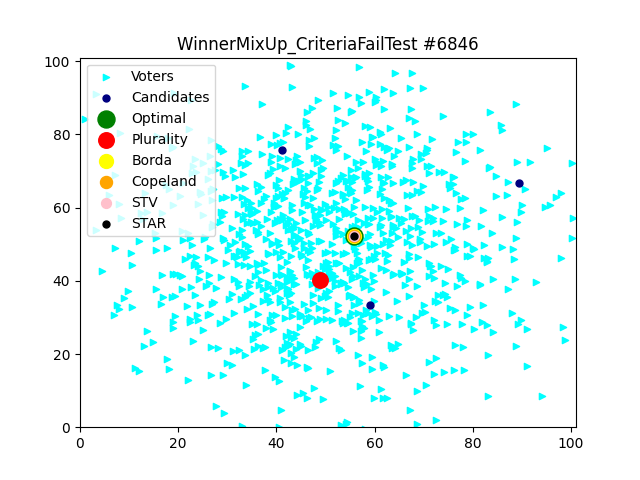 WinnerMixUp_CriteriaFailTest #6846
100
80
60
40
20
0
Voters
Candidates
Optimal
Plurality
Borda
Copeland
STV
STAR
0 20 40 60 80 100